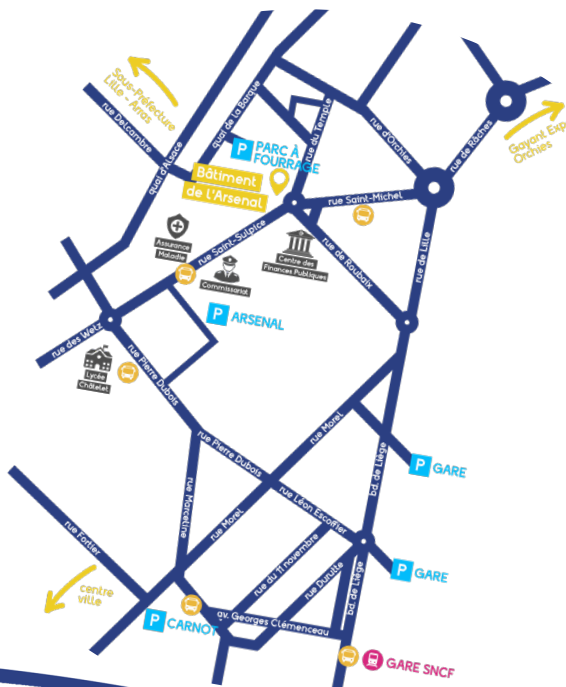 Sous-Préfecture
Lille - Arras
rue Delcambre
quai d'Alsace
quai de la Barque
P PARC À
FOURRAGE
rue du Temple
rue d'Orchies
rue de Râches
Gayant Exp
Orchies
Bâtiment
de l'Arsenal
rue Saint-Michel
rue Saint-Sulpice
Assurance
Maladie
Commissariat
Centre des
Finances Publiques
rue de Roubaix
rue de Lille
P ARSENAL
rue des Wetz
Lycée
Châtelet
rue Pierre Dubois
rue Pierre Dubois
rue Morel
bd. de Liège
P GARE
rue Marceline
rue Morel
rue Léon Escoffier
rue Fortier
centre
ville
rue du 11 novembre
rue Durutte
bd. de Liège
P GARE
P CARNOT
av. Georges Clémenceau
GARE SNCF